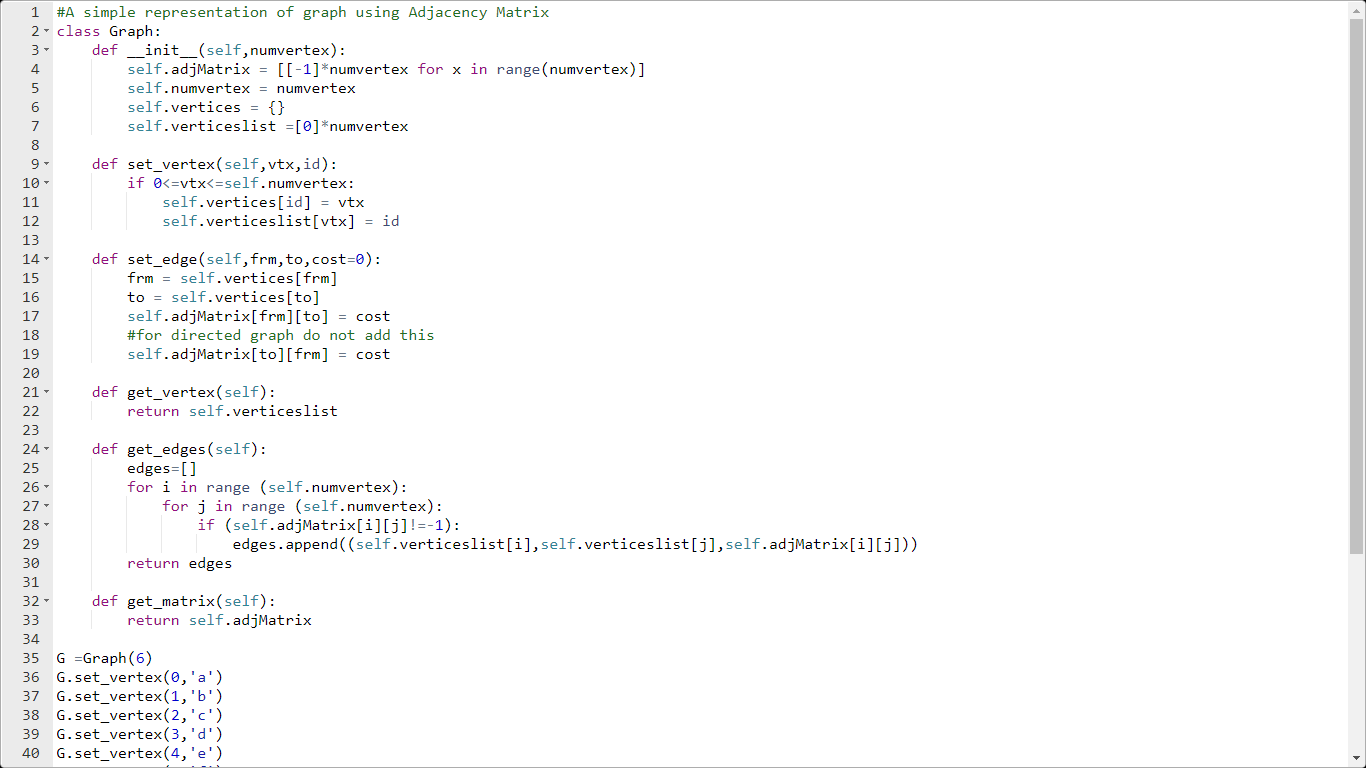 1 #A simple representation of graph using Adjacency Matrix
2 class Graph:
3     def __init__(self,numvertex):
4         self.adjMatrix = [[-1]*numvertex for x in range(numvertex)]
5         self.numvertex = numvertex
6         self.vertices = {}
7         self.verticeslist =[0]*numvertex
8
9     def set_vertex(self,vtx,id):
10         if 0<=vtx<=self.numvertex:
11             self.vertices[id] = vtx
12             self.verticeslist[vtx] = id
13
14     def set_edge(self,frm,to,cost=0):
15         frm = self.vertices[frm]
16         to = self.vertices[to]
17         self.adjMatrix[frm][to] = cost
18         #for directed graph do not add this
19         self.adjMatrix[to][frm] = cost
20
21     def get_vertex(self):
22         return self.verticeslist
23
24     def get_edges(self):
25         edges=[]
26         for i in range (self.numvertex):
27             for j in range (self.numvertex):
28                 if (self.adjMatrix[i][j]!=-1):
29                     edges.append((self.verticeslist[i],self.verticeslist[j],self.adjMatrix[i][j]))
30         return edges
31
32     def get_matrix(self):
33         return self.adjMatrix
34
35 G =Graph(6)
36 G.set_vertex(0,'a')
37 G.set_vertex(1,'b')
38 G.set_vertex(2,'c')
39 G.set_vertex(3,'d')
40 G.set_vertex(4,'e')